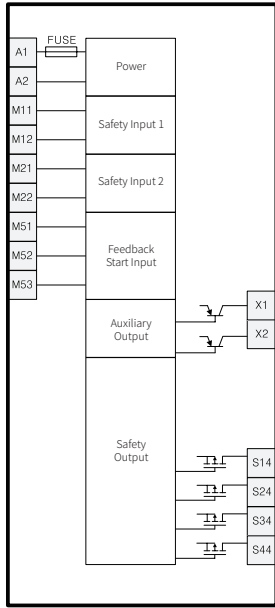 FUSE
A1
Power
A2
M11
Safety Input 1
M12
M21
Safety Input 2
M22
M51
Feedback
Start Input
M52
M53
X1
Auxiliary
Output
X2
Safety
Output
S14
S24
S34
S44